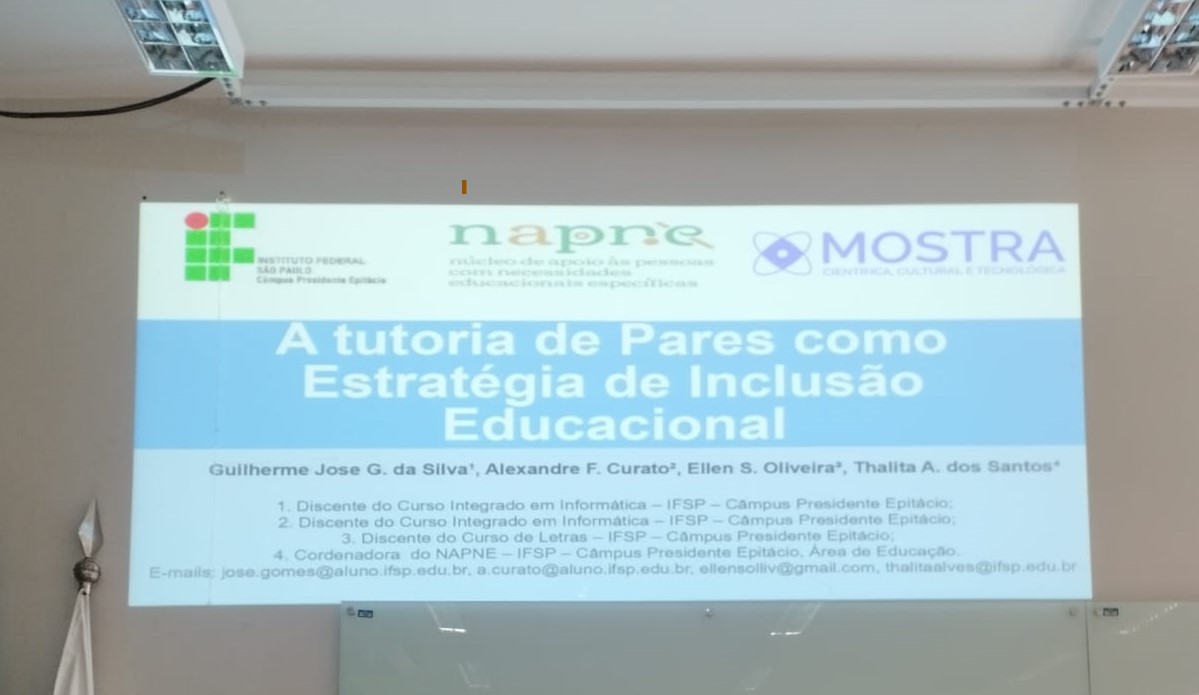 INSTITUTO FEDERAL
SÃO PAULO
Câmpus Presidente Epitácio
napnè
núcleo de apoio às pessoas
com necessidades
educacionais específicas
MOSTRA
CIENTÍFICA, CULTURAL E TECNOLÓGICA
A tutoria de Pares como
Estratégia de Inclusão
Educacional
Guilherme Jose G. da Silva¹, Alexandre F. Curato², Ellen S. Oliveira³, Thalita A. dos Santos⁴
1. Discente do Curso Integrado em Informática – IFSP – Câmpus Presidente Epitácio;
2. Discente do Curso Integrado em Informática – IFSP – Câmpus Presidente Epitácio;
3. Discente do Curso de Letras – IFSP – Câmpus Presidente Epitácio;
4. Cordenadora do NAPNE – IFSP – Câmpus Presidente Epitácio, Área de Educação.
E-mails: jose.gomes@aluno.ifsp.edu.br, a.curato@aluno.ifsp.edu.br, ellensolliv@gmail.com, thalitaalves@ifsp.edu.br